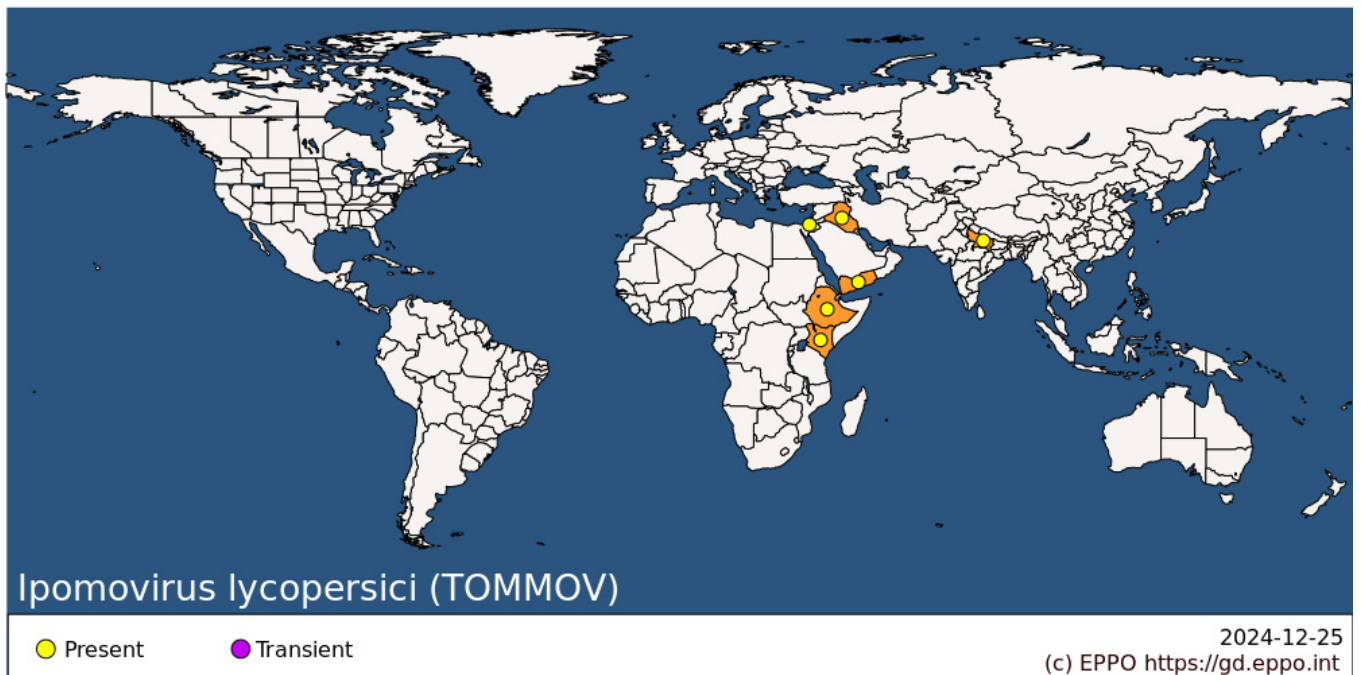 Ipomovirus lycopersici (TOMMOV)
Present
Transient
2024-12-25
(c) EPPO https://gd.eppo.int